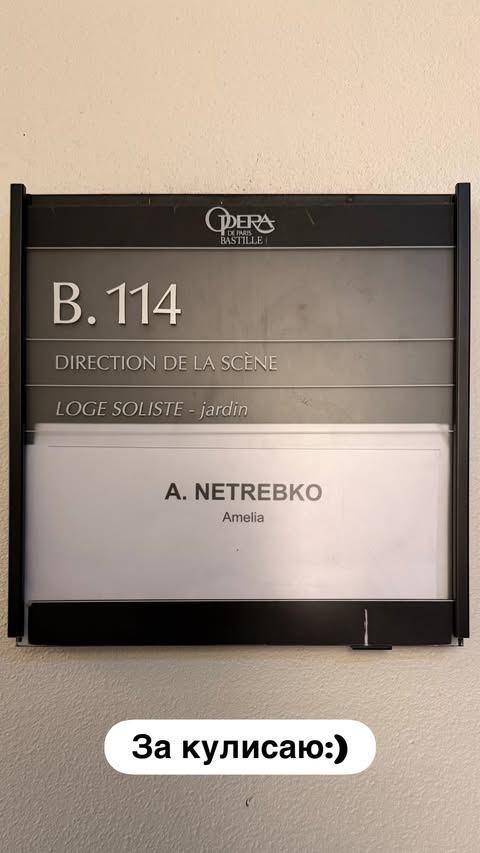 OPERA
DE PARIS
BASTILLE
B. 114
DIRECTION DE LA SCÈNE
LOGE SOLISTE - jardin
A. NETREBKO
Amelia
За кулисаю:)